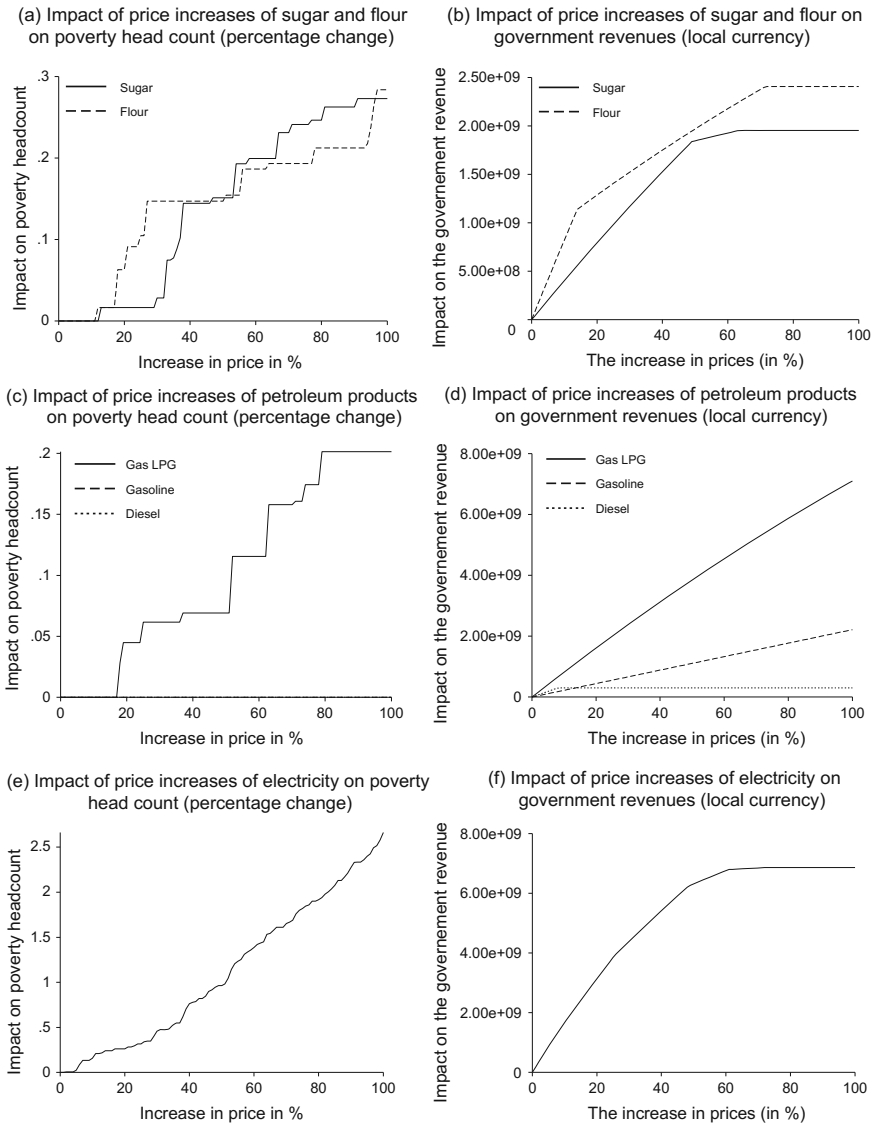 (a) Impact of price increases of sugar and flour
on poverty head count (percentage change)
Impact on poverty headcount
.3
.2
.1
0
Sugar
Flour
0 20 40 60 80 100
Increase in price in %
(b) Impact of price increases of sugar and flour on
government revenues (local currency)
Impact on the governement revenue
2.50e+09
2.00e+09
1.50e+09
1.00e+09
5.00e+08
0
Sugar
Flour
0 20 40 60 80 100
The increase in prices (in %)
(c) Impact of price increases of petroleum products
on poverty head count (percentage change)
Impact on poverty headcount
.2
.15
.1
.05
0
Gas LPG
Gasoline
Diesel
0 20 40 60 80 100
Increase in price in %
(d) Impact of price increases of petroleum products
on government revenues (local currency)
Impact on the governement revenue
8.00e+09
6.00e+09
4.00e+09
2.00e+09
0
Gas LPG
Gasoline
Diesel
0 20 40 60 80 100
The increase in prices (in %)
(e) Impact of price increases of electricity on poverty
head count (percentage change)
Impact on poverty headcount
2.5
2
1.5
1
.5
0
0 20 40 60 80 100
Increase in price in %
(f) Impact of price increases of electricity on
government revenues (local currency)
Impact on the governement revenue
8.00e+09
6.00e+09
4.00e+09
2.00e+09
0
0 20 40 60 80 100
The increase in prices (in %)